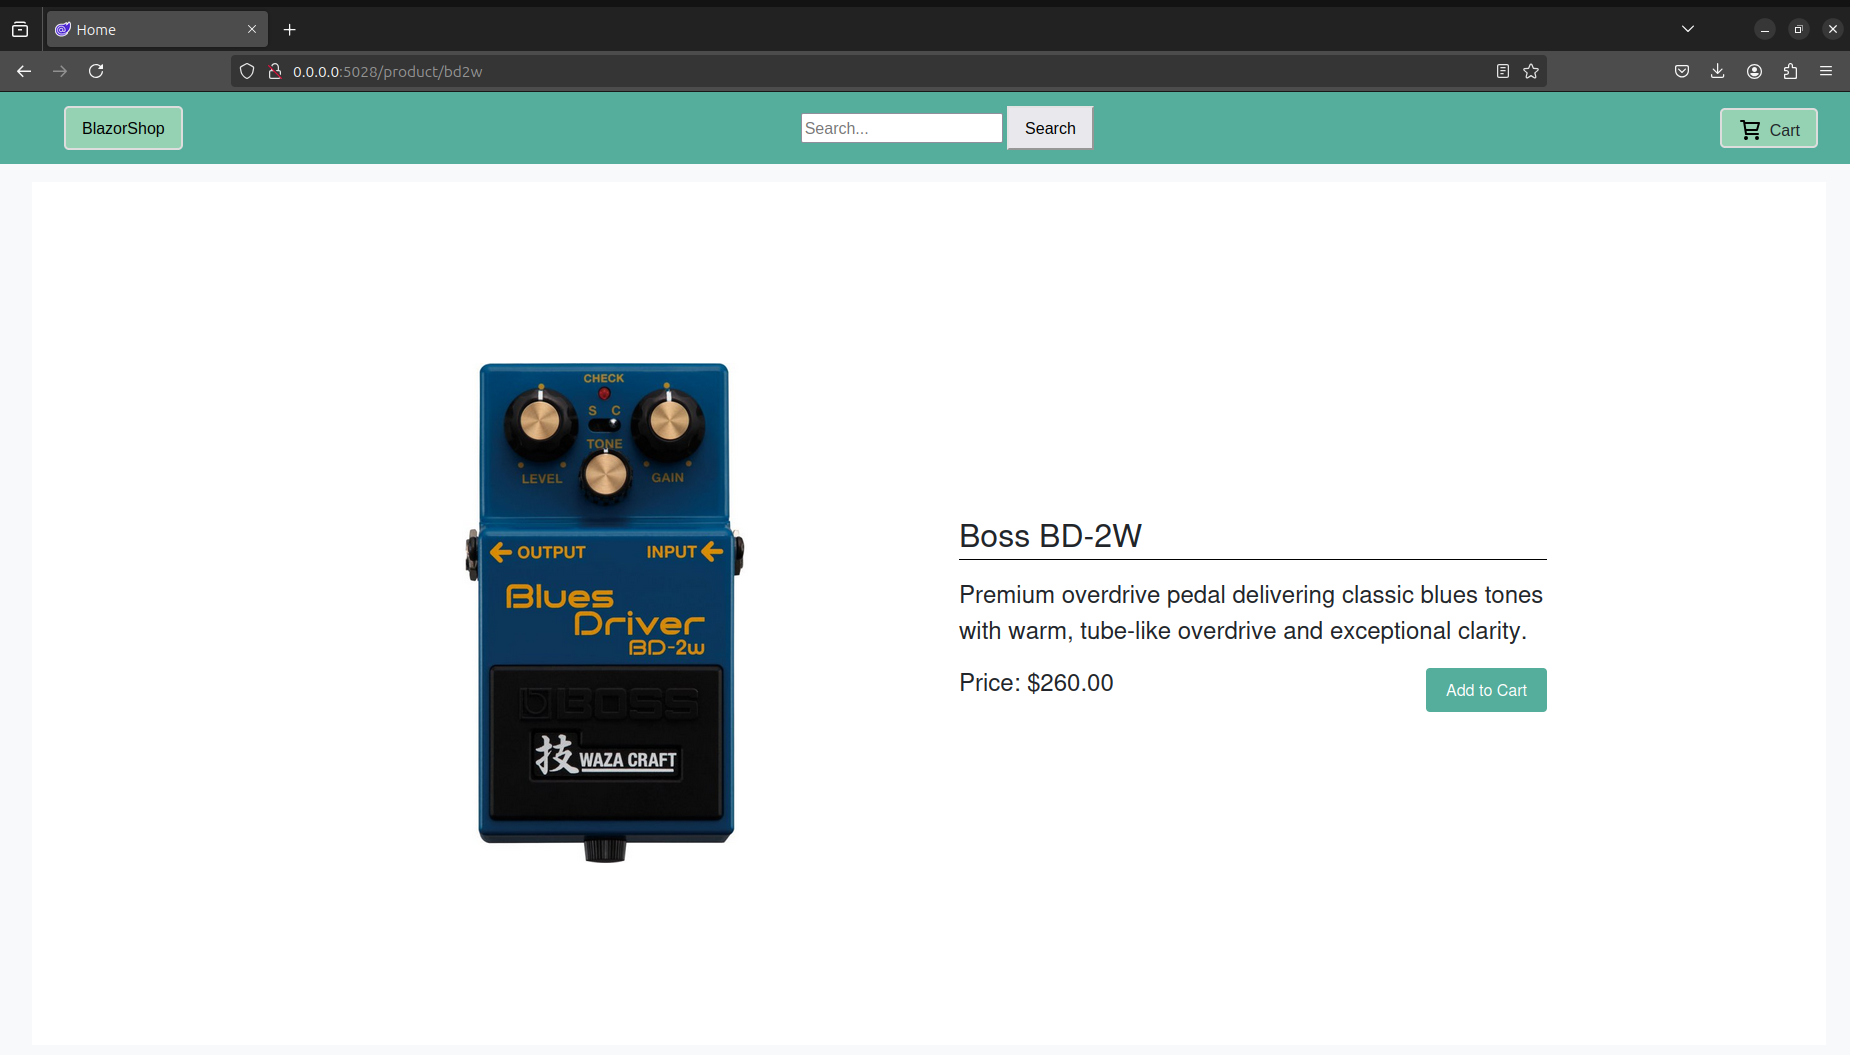 Home
0.0.0.0:5028/product/bd2w
BlazorShop
Search...
Search
Cart
CHECK
S C
TONE
LEVEL
GAIN
OUTPUT
INPUT
Blues
Driver
BD-2w
BOSS
技 WAZA CRAFT
Boss BD-2W
Premium overdrive pedal delivering classic blues tones
with warm, tube-like overdrive and exceptional clarity.
Price: $260.00
Add to Cart